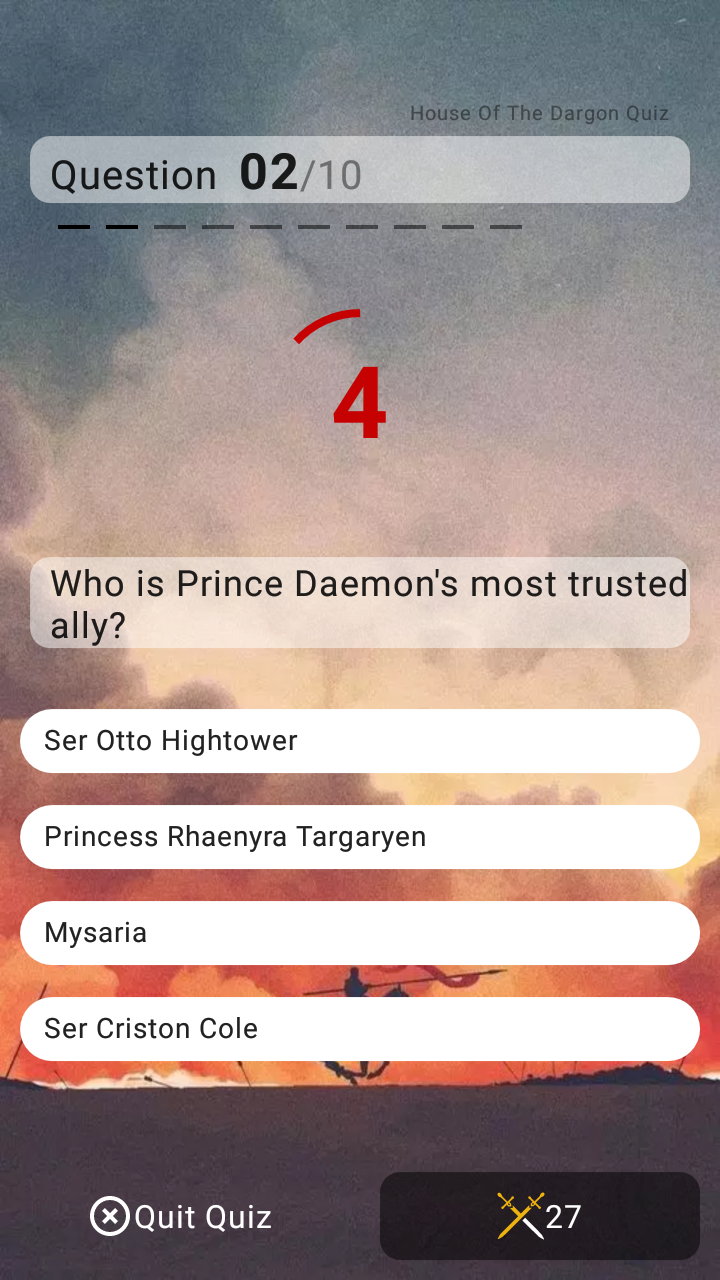 House Of The Dargon Quiz
Question 02/10
4
Who is Prince Daemon's most trusted
ally?
Ser Otto Hightower
Princess Rhaenyra Targaryen
Mysaria
Ser Criston Cole
Quit Quiz
27